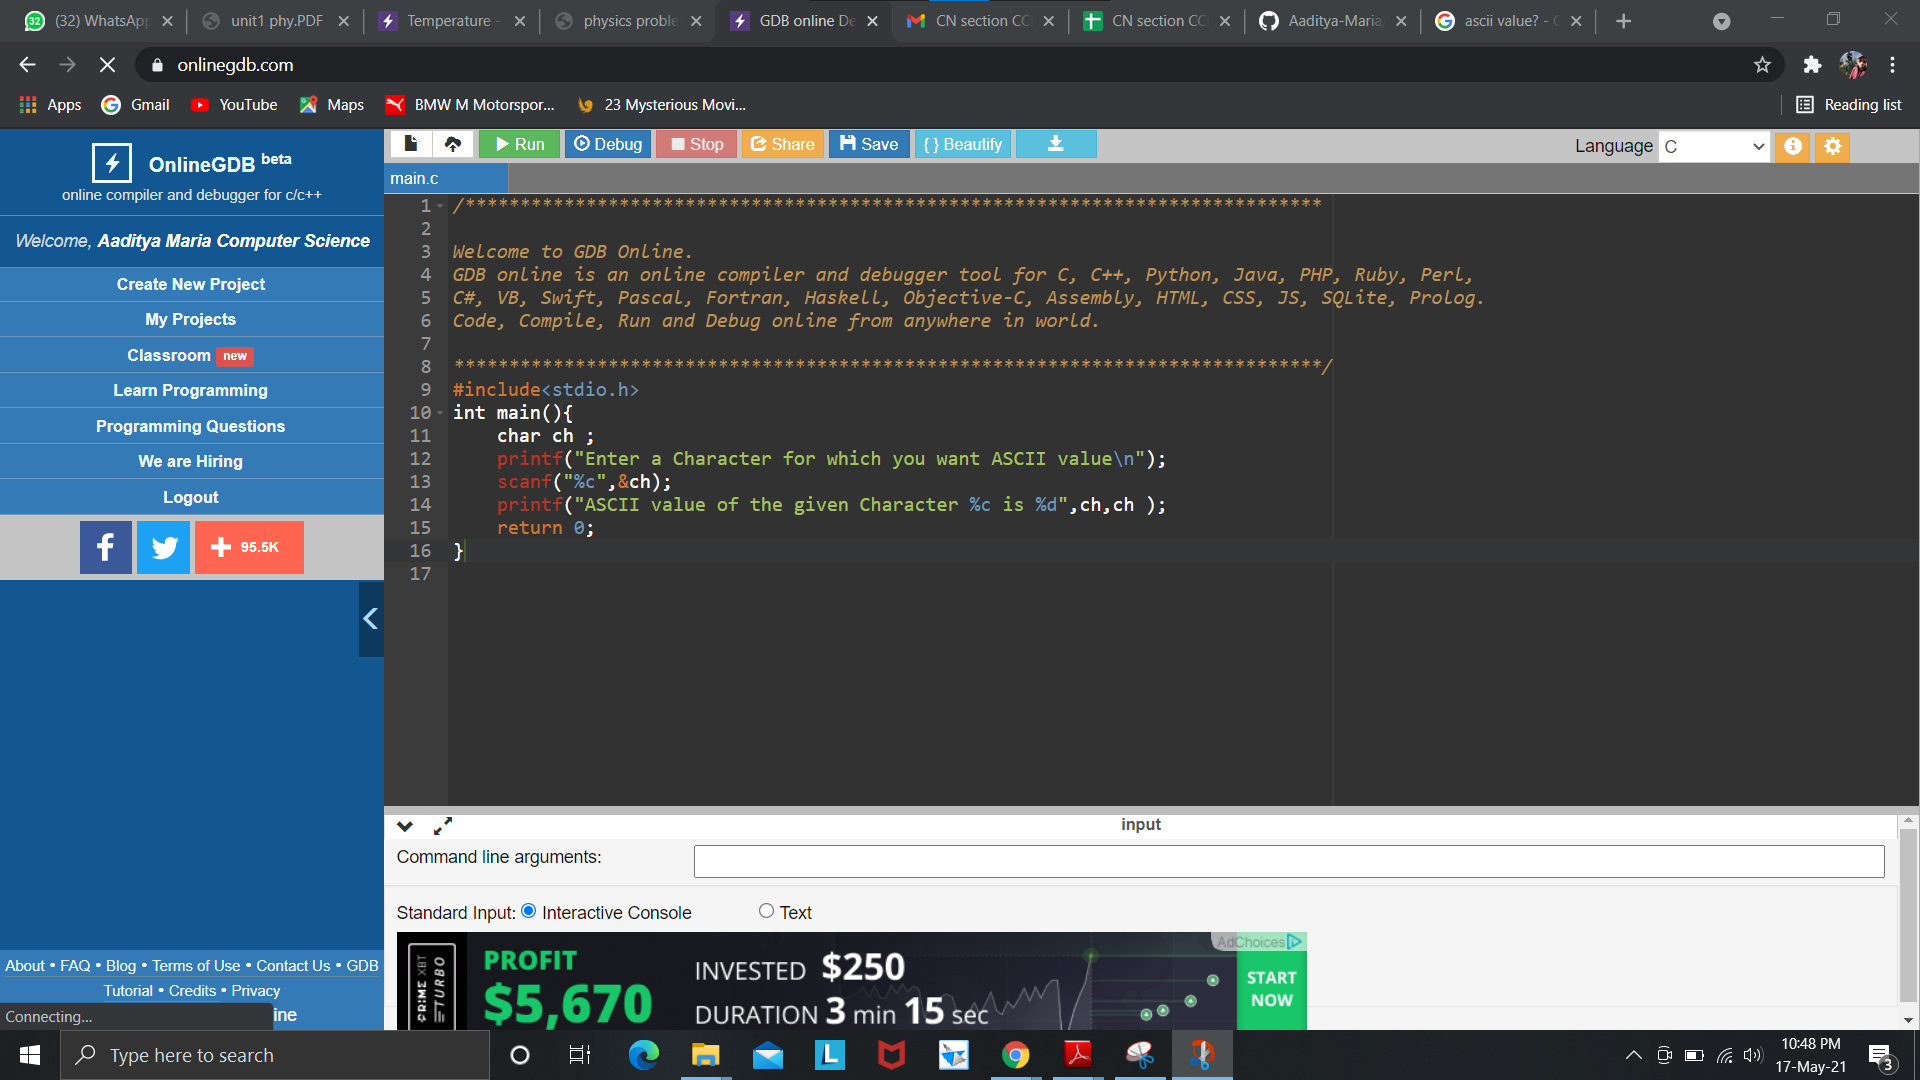 (32) WhatsApp
unit1 phy.PDF
Temperature -
physics proble
GDB online De
CN section CC
CN section CC
Aaditya-Maria
ascii value? -
onlinegdb.com
Apps
Gmail
YouTube
Maps
BMW M Motorspor...
23 Mysterious Movi...
Reading list
OnlineGDB beta
online compiler and debugger for c/c++
Welcome, Aaditya Maria Computer Science
Create New Project
My Projects
Classroom new
Learn Programming
Programming Questions
We are Hiring
Logout
95.5K
About • FAQ • Blog • Terms of Use • Contact Us • GDB
Tutorial • Credits • Privacy
ine
Connecting...
Run
Debug
Stop
Share
Save
{ } Beautify
Language C
main.c
1 /******************************************************************************
2
3 Welcome to GDB Online.
4 GDB online is an online compiler and debugger tool for C, C++, Python, Java, PHP, Ruby, Perl,
5 C#, VB, Swift, Pascal, Fortran, Haskell, Objective-C, Assembly, HTML, CSS, JS, SQLite, Prolog.
6 Code, Compile, Run and Debug online from anywhere in world.
7
8 *******************************************************************************/
9 #include<stdio.h>
10 int main(){
11 char ch ;
12 printf("Enter a Character for which you want ASCII value\n");
13 scanf("%c",&ch);
14 printf("ASCII value of the given Character %c is %d",ch,ch );
15 return 0;
16 }
17
input
Command line arguments:
Standard Input: Interactive Console Text
PRIME XBT
TURBO
PROFIT
$5,670
INVESTED $250
DURATION 3 min 15 sec
AdChoices
START
NOW
Type here to search
10:48 PM
17-May-21
3